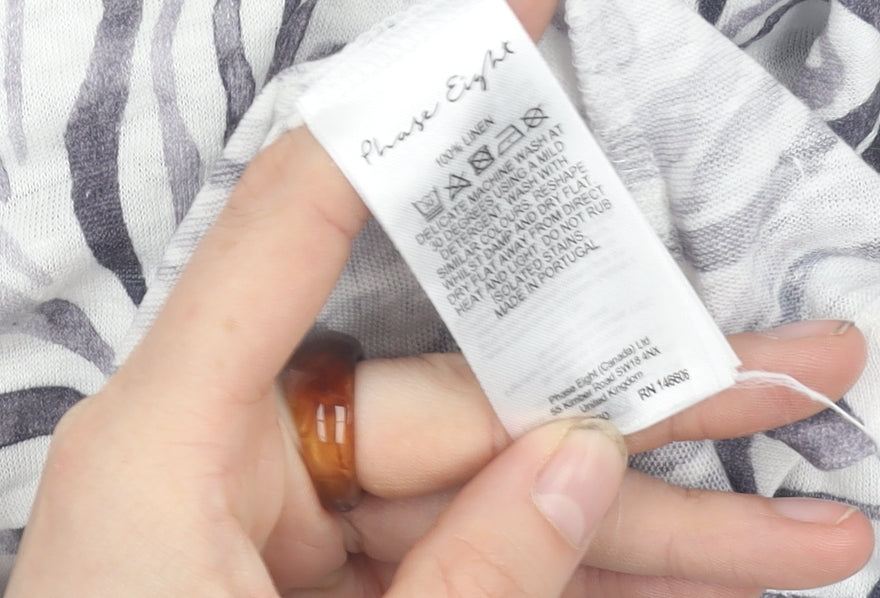 Phase Eight
100% LINEN
DELICATE MACHINE WASH AT
30 DEGREES, USING A MILD
DETERGENT, WASH WITH
SIMILAR COLOURS, RESHAPE
WHILST DAMP AND DRY FLAT.
DRY FLAT AWAY FROM DIRECT
HEAT AND LIGHT, DO NOT RUB
ISOLATED STAINS.
MADE IN PORTUGAL
Phase Eight (Canada) Ltd
55 Kimber Road SW18 4NX
United Kingdom
RN 146606